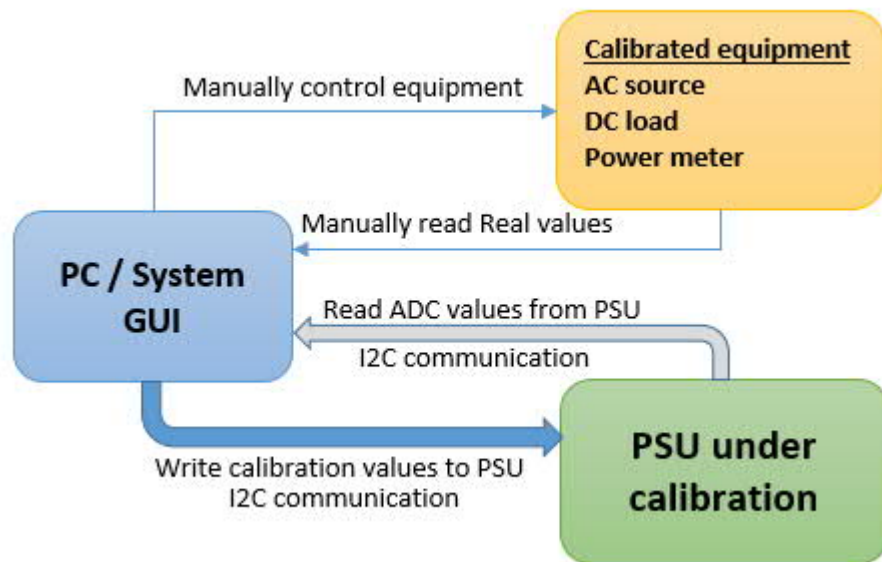 Calibrated equipment
AC source
DC load
Power meter
Manually control equipment
Manually read Real values
PC / System
GUI
Read ADC values from PSU
I2C communication
PSU under
calibration
Write calibration values to PSU
I2C communication